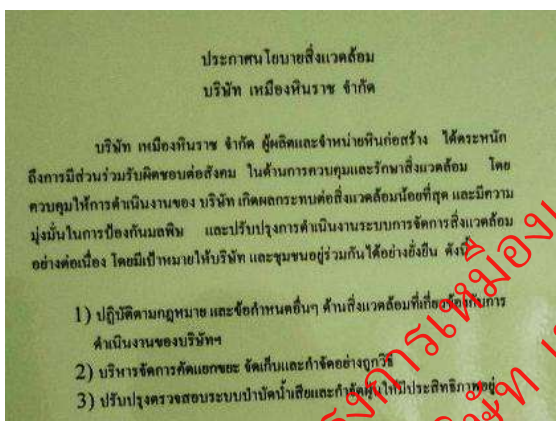 ประกาศนโยบายสิ่งแวดล้อม
บริษัท เหมืองหินราช จำกัด
บริษัท เหมืองหินราช จำกัด ผู้ผลิตและจำหน่ายหินก่อสร้าง ได้ตระหนัก
ถึงการมีส่วนร่วมรับผิดชอบต่อสังคม ในด้านการควบคุมและรักษาสิ่งแวดล้อม โดย
ควบคุมให้การดำเนินงานของ บริษัท เกิดผลกระทบต่อสิ่งแวดล้อมน้อยที่สุด และมีความ
มุ่งมั่นในการป้องกันมลพิษ และปรับปรุงการดำเนินงานระบบการจัดการสิ่งแวดล้อม
อย่างต่อเนื่อง โดยมีเป้าหมายให้บริษัท และชุมชนอยู่ร่วมกันได้อย่างยั่งยืน ดังนี้
1) ปฏิบัติตามกฎหมาย และข้อกำหนดอื่นๆ ด้านสิ่งแวดล้อมที่เกี่ยวข้องกับการ
ดำเนินงานของบริษัทฯ
2) บริหารจัดการคัดแยกขยะ จัดเก็บและกำจัดอย่างถูกวิธี
3) ปรับปรุงตรวจสอบระบบบำบัดน้ำเสียและกำจัดฝุ่นให้มีประสิทธิภาพอยู่